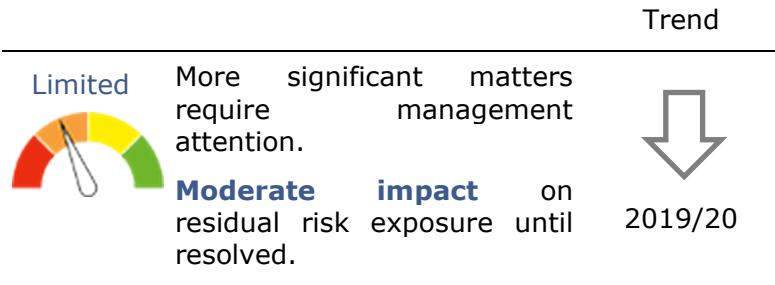 Trend
Limited
More significant matters
require management
attention.
Moderate impact on
residual risk exposure until
resolved.
2019/20